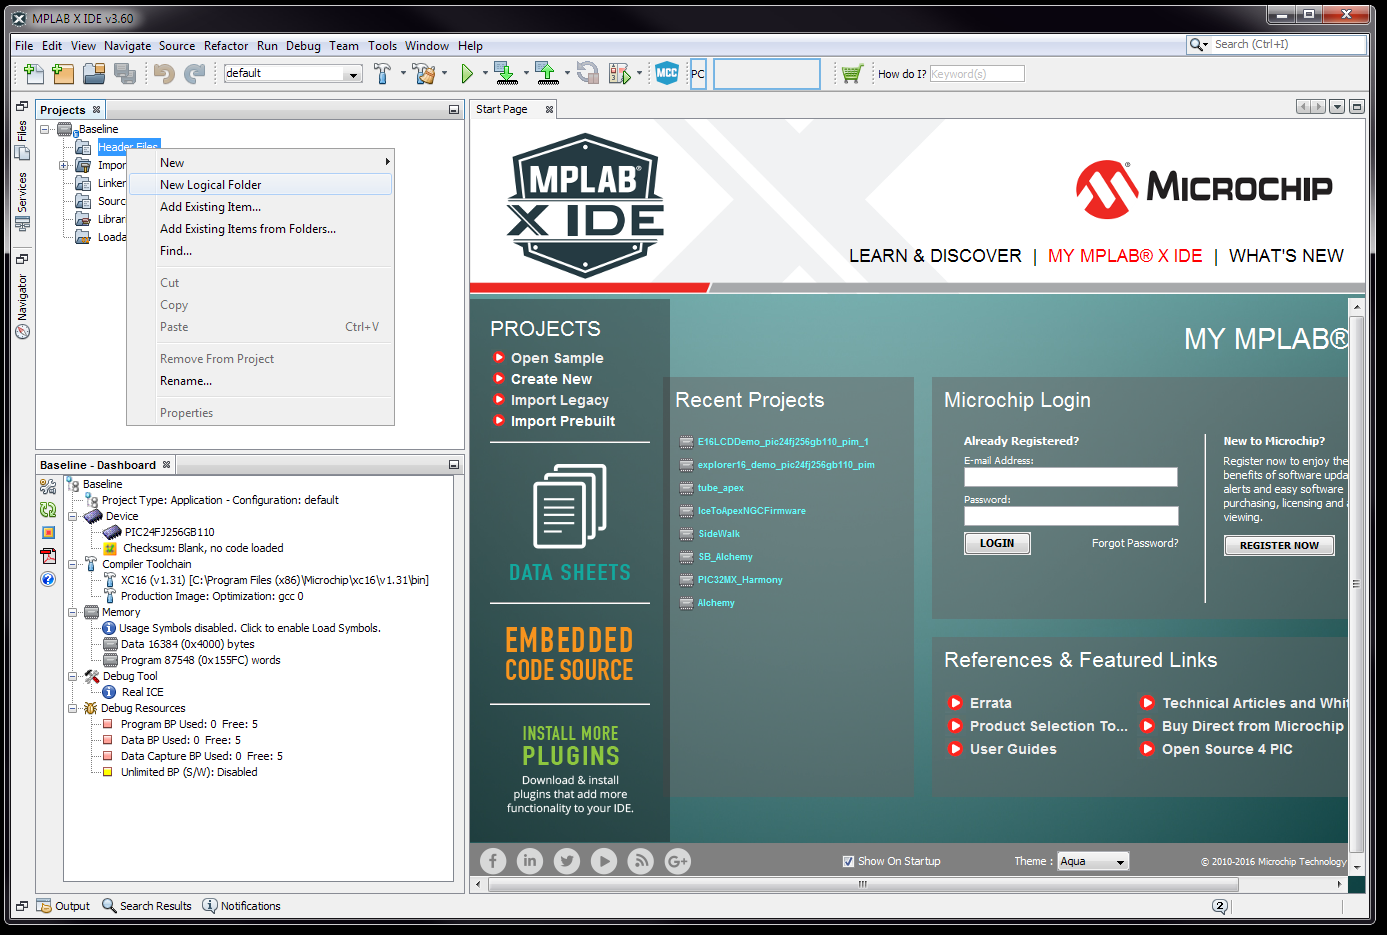 MPLAB X IDE v3.60
File Edit View Navigate Source Refactor Run Debug Team Tools Window Help
Search (Ctrl+I)
default
MCC
PC
How do I? Keyword(s)
Files
Services
Navigator
Projects
Baseline
Header Files
Impor
Linker
Sourc
Librar
Loada
New
New Logical Folder
Add Existing Item...
Add Existing Items from Folders...
Find...
Cut
Copy
Paste Ctrl+V
Remove From Project
Rename...
Properties
Baseline - Dashboard
Baseline
Project Type: Application - Configuration: default
Device
PIC24FJ256GB110
Checksum: Blank, no code loaded
Compiler Toolchain
XC16 (v1.31) [C:\Program Files (x86)\Microchip\xc16\v1.31\bin]
Production Image: Optimization: gcc 0
Memory
Usage Symbols disabled. Click to enable Load Symbols.
Data 16384 (0x4000) bytes
Program 87548 (0x155FC) words
Debug Tool
Real ICE
Debug Resources
Program BP Used: 0 Free: 5
Data BP Used: 0 Free: 5
Data Capture BP Used: 0 Free: 5
Unlimited BP (S/W): Disabled
Start Page
MPLAB®
X IDE
MICROCHIP
LEARN & DISCOVER | MY MPLAB® X IDE | WHAT'S NEW
PROJECTS
Open Sample
Create New
Import Legacy
Import Prebuilt
DATA SHEETS
EMBEDDED
CODE SOURCE
INSTALL MORE
PLUGINS
Download & install
plugins that add more
functionality to your IDE.
MY MPLAB®
Recent Projects
E16LCDDemo_pic24fj256gb110_pim_1
explorer16_demo_pic24fj256gb110_pim
tube_apex
IceToApexNGCFirmware
SideWalk
SB_Alchemy
PIC32MX_Harmony
Alchemy
Microchip Login
Already Registered?
E-mail Address:
Password:
LOGIN
Forgot Password?
New to Microchip?
Register now to enjoy the
benefits of software upda
alerts and easy software
purchasing, licensing and a
viewing.
REGISTER NOW
References & Featured Links
Errata
Product Selection To...
User Guides
Technical Articles and Whit
Buy Direct from Microchip
Open Source 4 PIC
Show On Startup
Theme : Aqua
© 2010-2016 Microchip Technology
Output Search Results Notifications
2